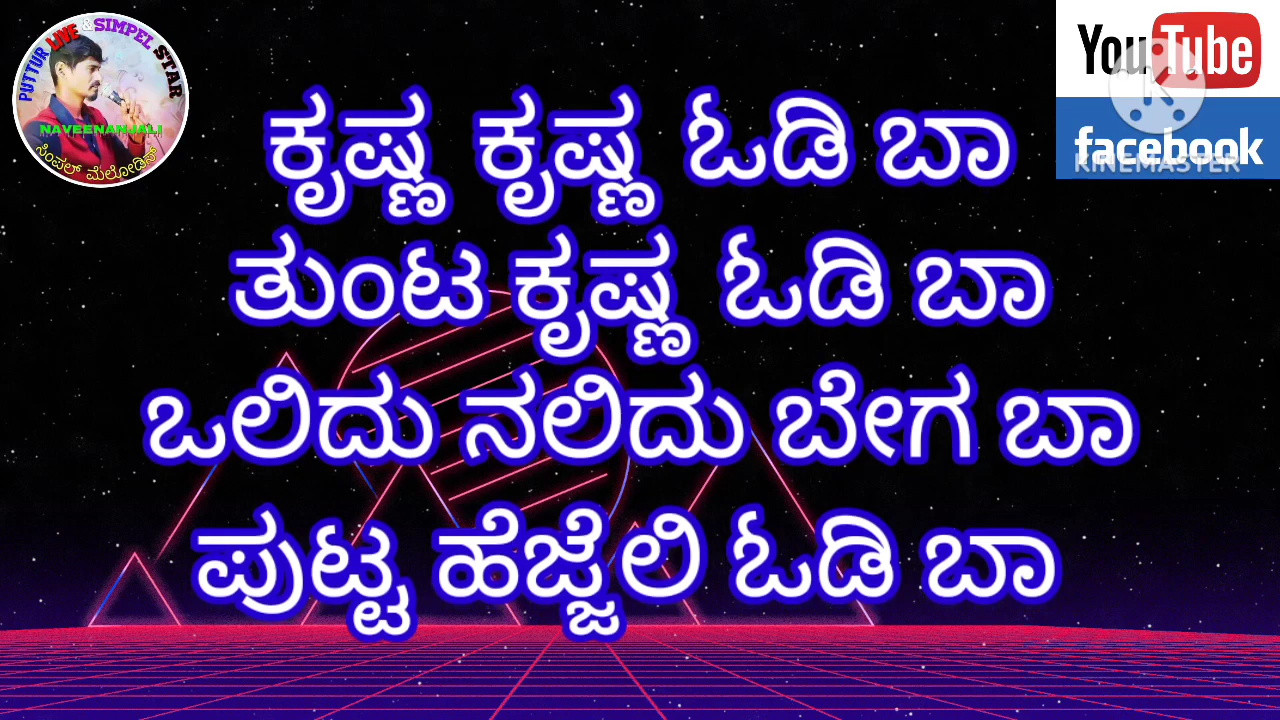 PUTTUR LIVE & SIMPEL STAR
NAVEENANJALI
ಸಿಂಪಲ್ ಮೆಲೋಡಿಸ್
YouTube
facebook
KINEMASTER
ಕೃಷ್ಣ ಕೃಷ್ಣ ಓಡಿ ಬಾ
ತುಂಟ ಕೃಷ್ಣ ಓಡಿ ಬಾ
ಒಲಿದು ನಲಿದು ಬೇಗ ಬಾ
ಪುಟ್ಟ ಹೆಜ್ಜೆಲಿ ಓಡಿ ಬಾ